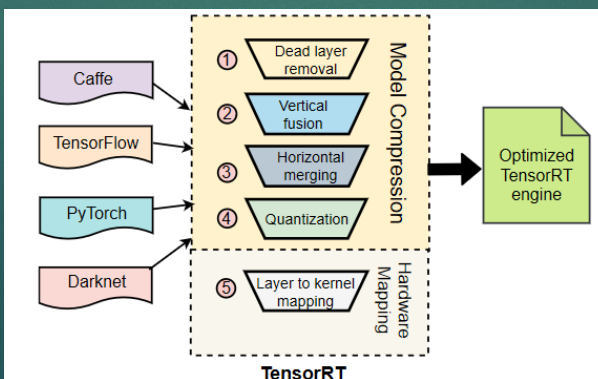 Caffe
TensorFlow
PyTorch
Darknet
1
Dead layer
removal
2
Vertical
fusion
3
Horizontal
merging
4
Quantization
Model Compression
5
Layer to kernel
mapping
Hardware
Mapping
TensorRT
Optimized
TensorRT
engine